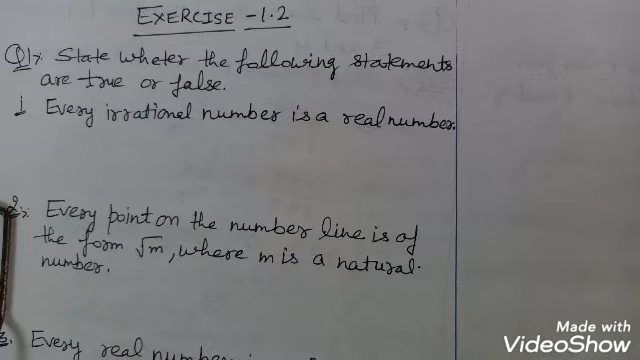 EXERCISE - 1.2
Q1:. State wheter the following statements
are true or false.
i Every irrational number is a real number.
2:. Every point on the number line is of
the form √m, where m is a natural.
number.
3. Every real number
Made with
VideoShow